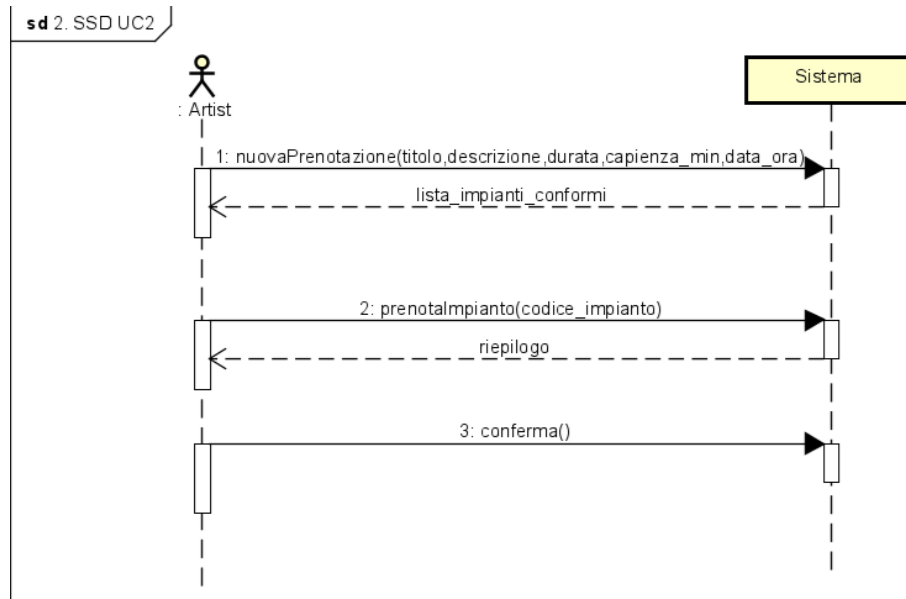 sd 2. SSD UC2
: Artist
Sistema
1: nuovaPrenotazione(titolo,descrizione,durata,capienza_min,data_ora)
lista_impianti_conformi
2: prenotaImpianto(codice_impianto)
riepilogo
3: conferma()